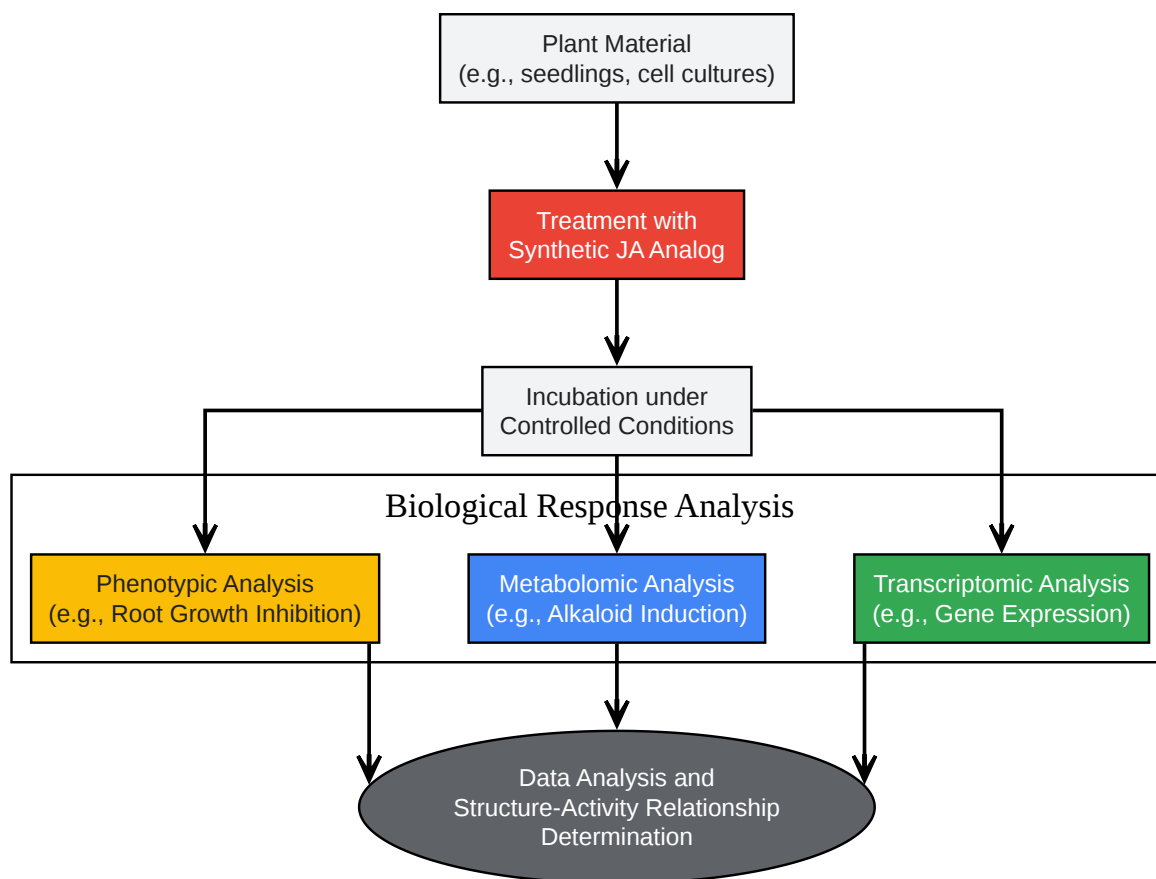 Plant Material
(e.g., seedlings, cell cultures)
Treatment with
Synthetic JA Analog
Incubation under
Controlled Conditions
Biological Response Analysis
Phenotypic Analysis
(e.g., Root Growth Inhibition)
Metabolomic Analysis
(e.g., Alkaloid Induction)
Transcriptomic Analysis
(e.g., Gene Expression)
Data Analysis and
Structure-Activity Relationship
Determination